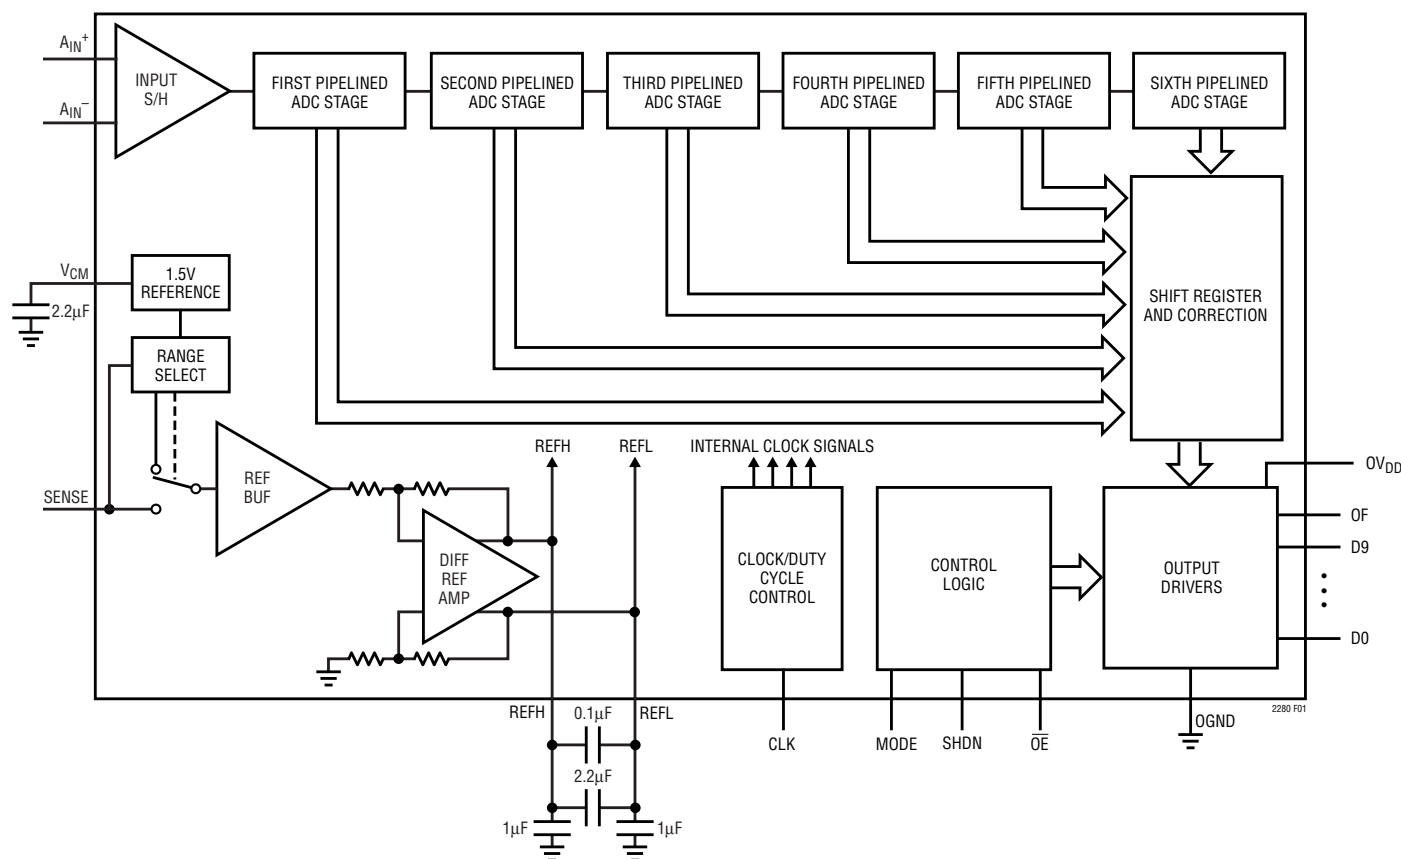 AIN+
AIN−
INPUT
S/H
FIRST PIPELINED
ADC STAGE
SECOND PIPELINED
ADC STAGE
THIRD PIPELINED
ADC STAGE
FOURTH PIPELINED
ADC STAGE
FIFTH PIPELINED
ADC STAGE
SIXTH PIPELINED
ADC STAGE
VCM
2.2µF
1.5V
REFERENCE
RANGE
SELECT
SHIFT REGISTER
AND CORRECTION
SENSE
REF
BUF
DIFF
REF
AMP
REFH
REFL
INTERNAL CLOCK SIGNALS
CLOCK/DUTY
CYCLE
CONTROL
CONTROL
LOGIC
OUTPUT
DRIVERS
OVDD
OF
D9
D0
REFH
0.1µF
REFL
2.2µF
1µF
1µF
CLK
MODE
SHDN
O̅E̅
OGND
2280 F01